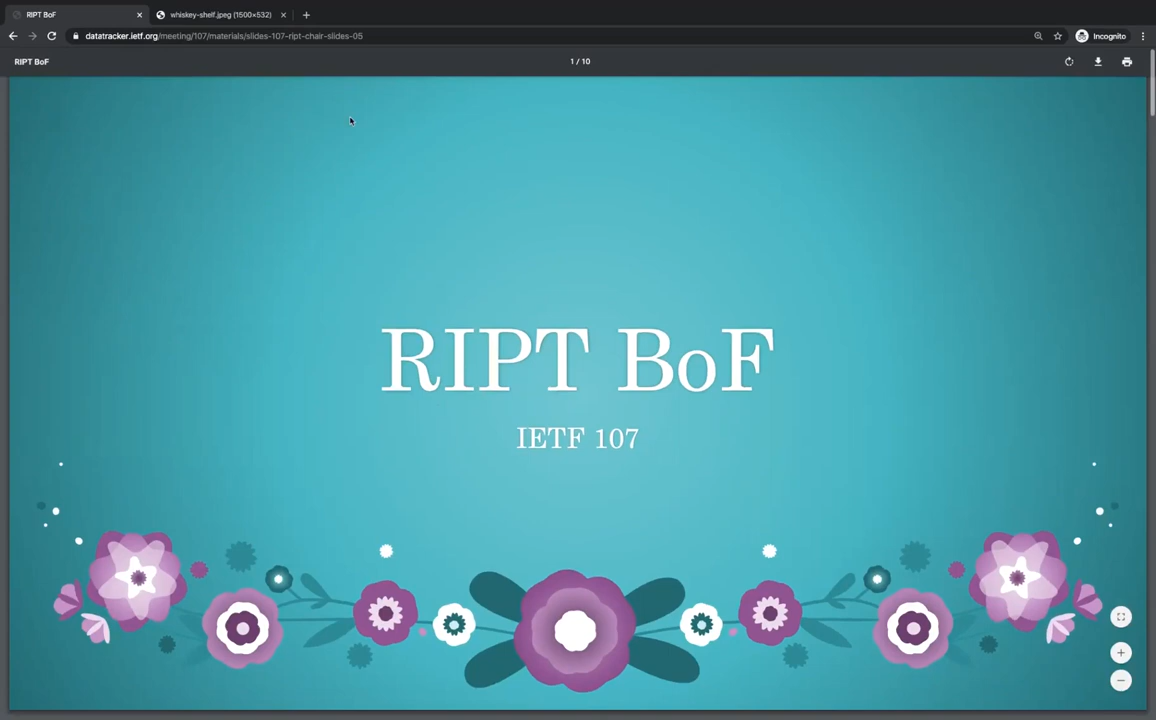 RIPT BoF
whiskey-shelf.jpeg (1500×532)
datatracker.ietf.org/meeting/107/materials/slides-107-ript-chair-slides-05
Incognito
RIPT BoF
1 / 10
RIPT BoF
IETF 107